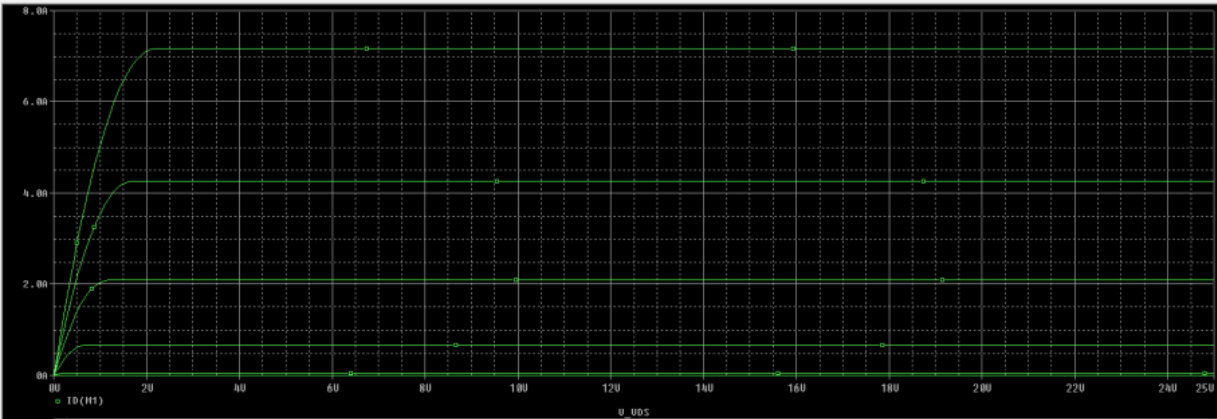 8.0A
6.0A
4.0A
2.0A
0A
0V 2V 4V 6V 8V 10V 12V 14V 16V 18V 20V 22V 24V 25V
ID(M1)
V_VDS